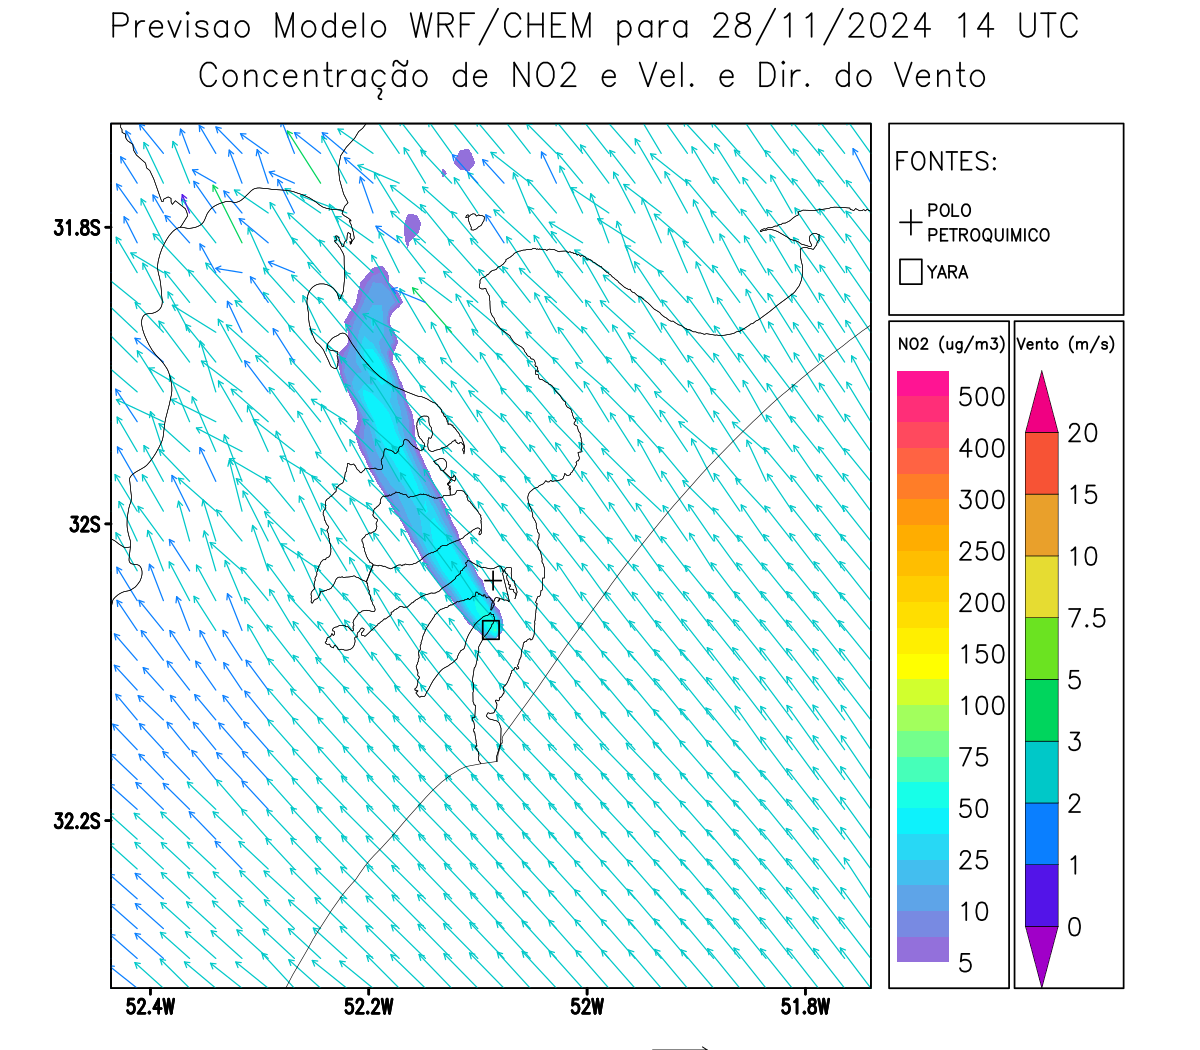 Previsao Modelo WRF/CHEM para 28/11/2024 14 UTC
Concentração de NO2 e Vel. e Dir. do Vento
FONTES:
POLO
PETROQUIMICO
YARA
NO2 (ug/m3)
500
400
300
250
200
150
100
75
50
25
10
5
Vento (m/s)
20
15
10
7.5
5
3
2
1
0
31.8S
32S
32.2S
52.4W
52.2W
52W
51.8W